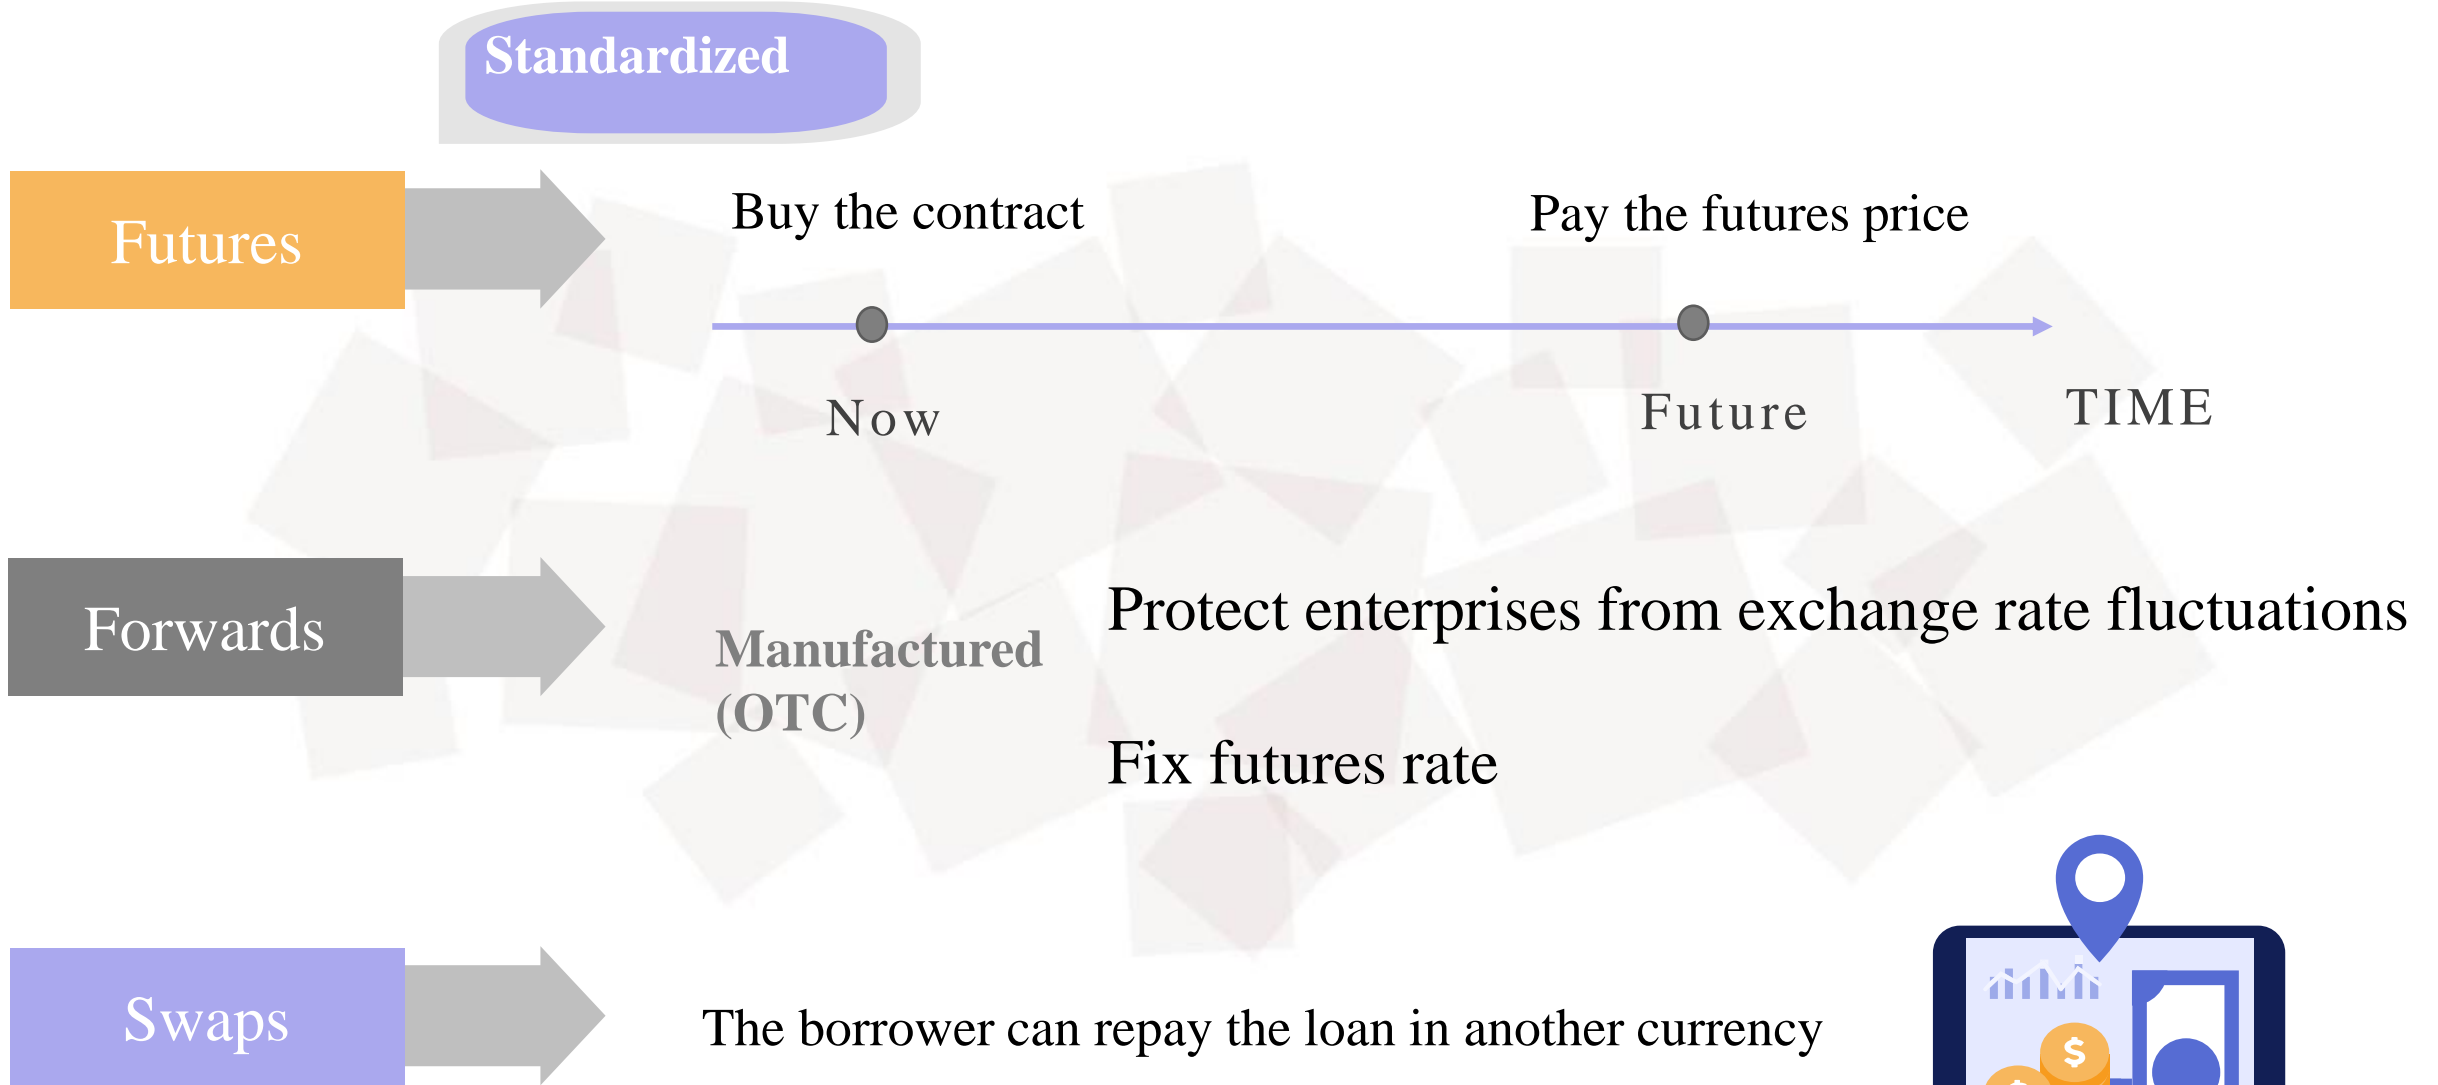 Standardized
Futures
Buy the contract
Pay the futures price
Now
Future
TIME
Forwards
Manufactured
(OTC)
Protect enterprises from exchange rate fluctuations
Fix futures rate
Swaps
The borrower can repay the loan in another currency
$
$